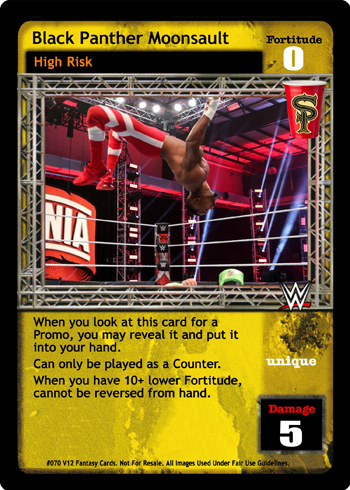 Black Panther Moonsault
Fortitude
0
High Risk
SP
NIA
When you look at this card for a
Promo, you may reveal it and put it
into your hand.
Can only be played as a Counter.
When you have 10+ lower Fortitude,
cannot be reversed from hand.
unique
Damage
5
#070 V12 Fantasy Cards. Not For Resale. All Images Used Under Fair Use Guidelines.